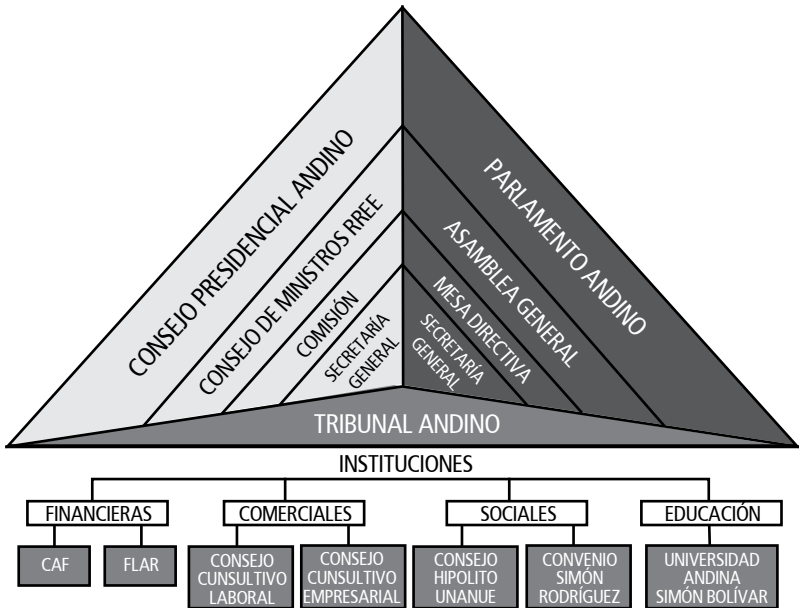 CONSEJO PRESIDENCIAL ANDINO
CONSEJO DE MINISTROS RREE
COMISIÓN
SECRETARÍA
GENERAL
PARLAMENTO ANDINO
ASAMBLEA GENERAL
MESA DIRECTIVA
SECRETARÍA
GENERAL
TRIBUNAL ANDINO
INSTITUCIONES
FINANCIERAS
COMERCIALES
SOCIALES
EDUCACIÓN
CAF
FLAR
CONSEJO
CUNSULTIVO
LABORAL
CONSEJO
CUNSULTIVO
EMPRESARIAL
CONSEJO
HIPOLITO
UNANUE
CONVENIO
SIMÓN
RODRÍGUEZ
UNIVERSIDAD
ANDINA
SIMÓN BOLÍVAR